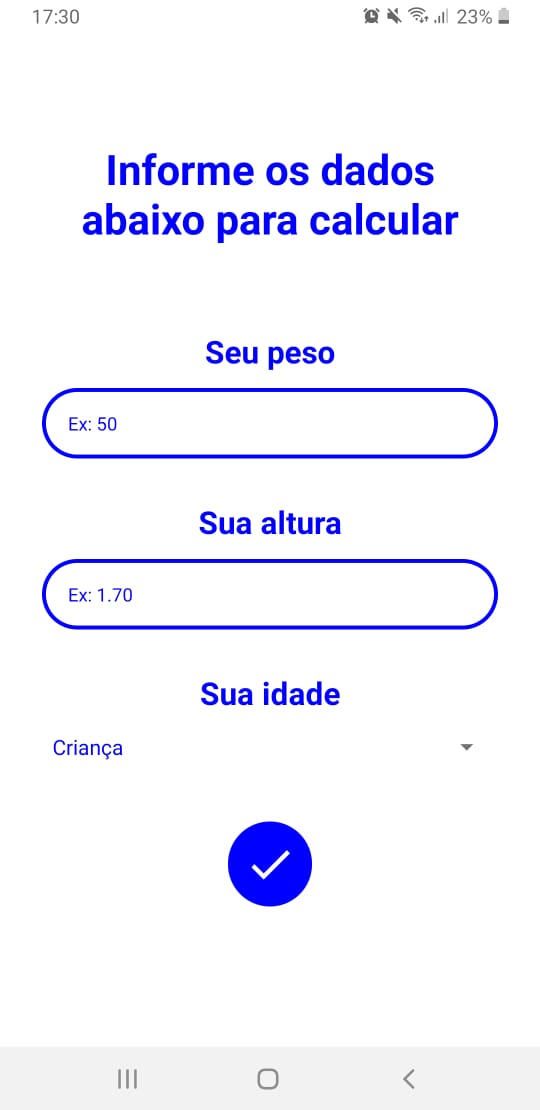 17:30
23%
Informe os dados
abaixo para calcular
Seu peso
Ex: 50
Sua altura
Ex: 1.70
Sua idade
Criança